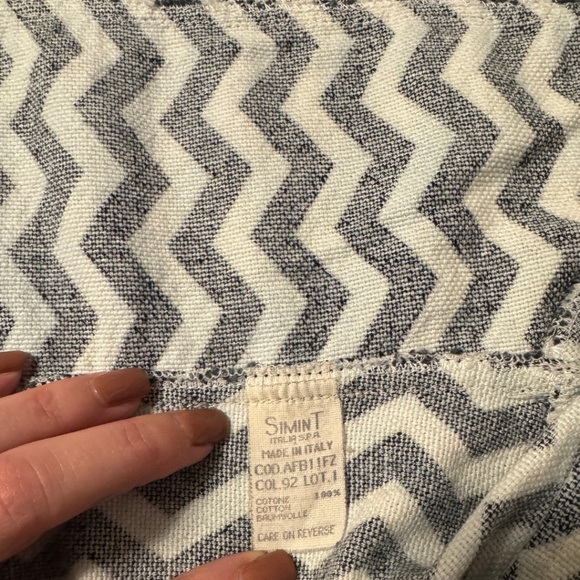 SIMINT
ITALIA S.P.A.
MADE IN ITALY
COD.AFB11FZ
COL.92 LOT.1
COTONE 100%
COTTON
BAUMWOLLE
CARE ON REVERSE